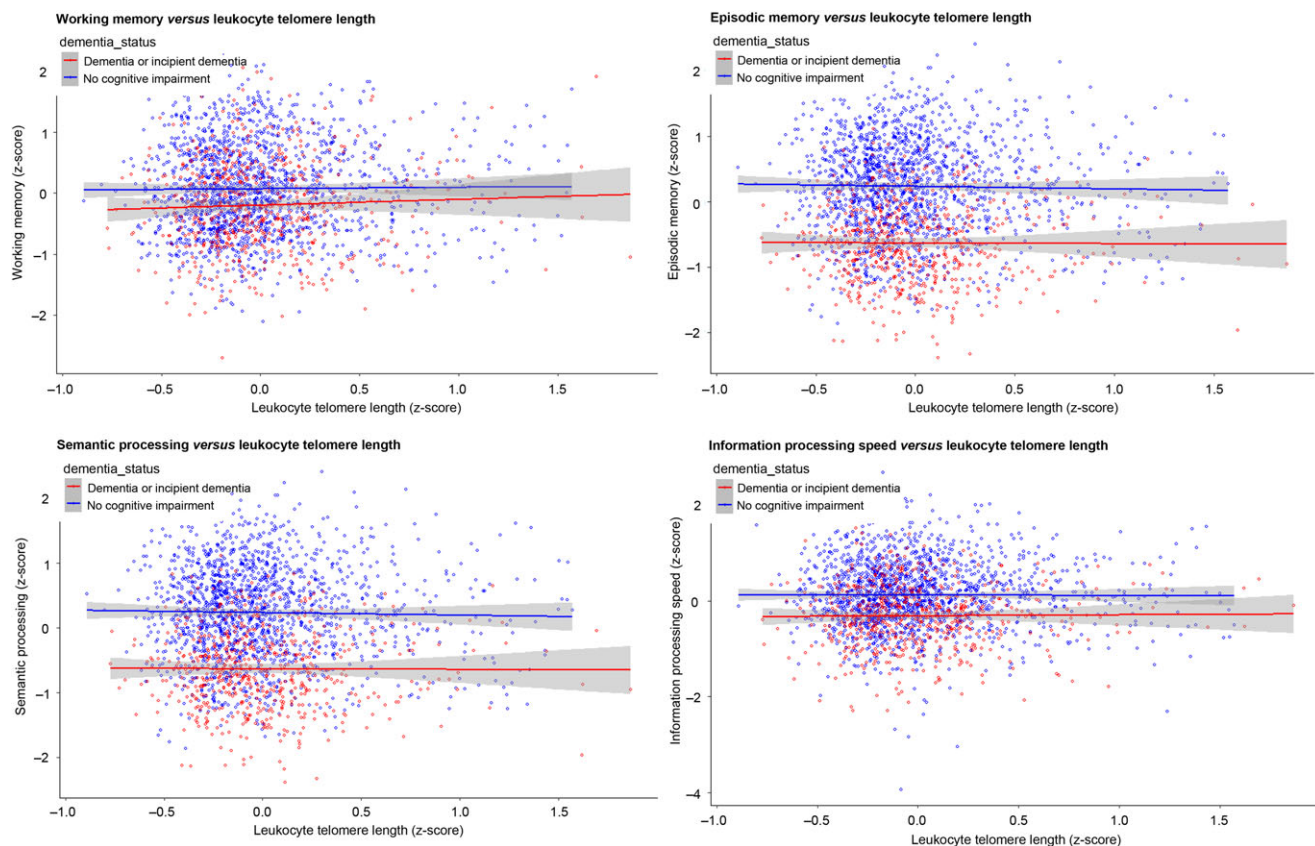 Working memory versus leukocyte telomere length
dementia_status
Dementia or incipient dementia
No cognitive impairment
Working memory (z-score)
2
1
0
−1
−2
−1.0
−0.5
0.0
0.5
1.0
1.5
Leukocyte telomere length (z-score)
Episodic memory versus leukocyte telomere length
dementia_status
Dementia or incipient dementia
No cognitive impairment
Episodic memory (z-score)
2
1
0
−1
−2
−1.0
−0.5
0.0
0.5
1.0
1.5
Leukocyte telomere length (z-score)
Semantic processing versus leukocyte telomere length
dementia_status
Dementia or incipient dementia
No cognitive impairment
Semantic processing (z-score)
2
1
0
−1
−2
−1.0
−0.5
0.0
0.5
1.0
1.5
Leukocyte telomere length (z-score)
Information processing speed versus leukocyte telomere length
dementia_status
Dementia or incipient dementia
No cognitive impairment
Information processing speed (z-score)
2
0
−2
−4
−1.0
−0.5
0.0
0.5
1.0
1.5
Leukocyte telomere length (z-score)